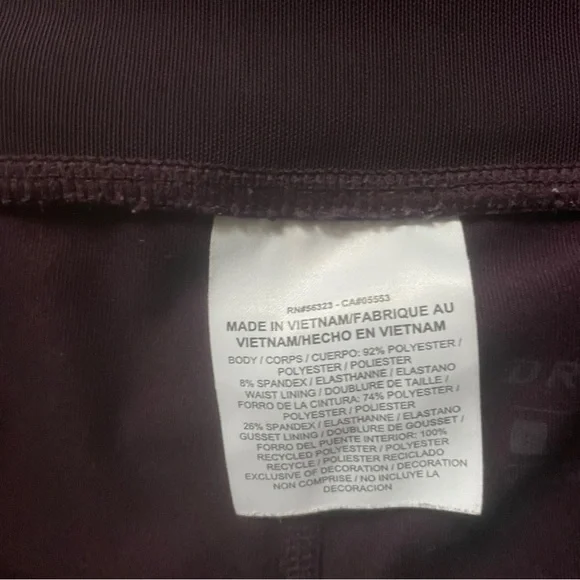 RN#56323 - CA#05553
MADE IN VIETNAM/FABRIQUE AU
VIETNAM/HECHO EN VIETNAM
BODY / CORPS / CUERPO: 92% POLYESTER /
POLYESTER / POLIESTER
8% SPANDEX / ELASTHANNE / ELASTANO
WAIST LINING / DOUBLURE DE TAILLE /
FORRO DE LA CINTURA: 74% POLYESTER /
POLYESTER / POLIESTER
26% SPANDEX / ELASTHANNE / ELASTANO
GUSSET LINING / DOUBLURE DE GOUSSET /
FORRO DEL PUENTE INTERIOR: 100%
RECYCLED POLYESTER / POLYESTER
RECYCLE / POLIESTER RECICLADO
EXCLUSIVE OF DECORATION / DECORATION
NON COMPRISE / NO INCLUYE LA
DECORACION